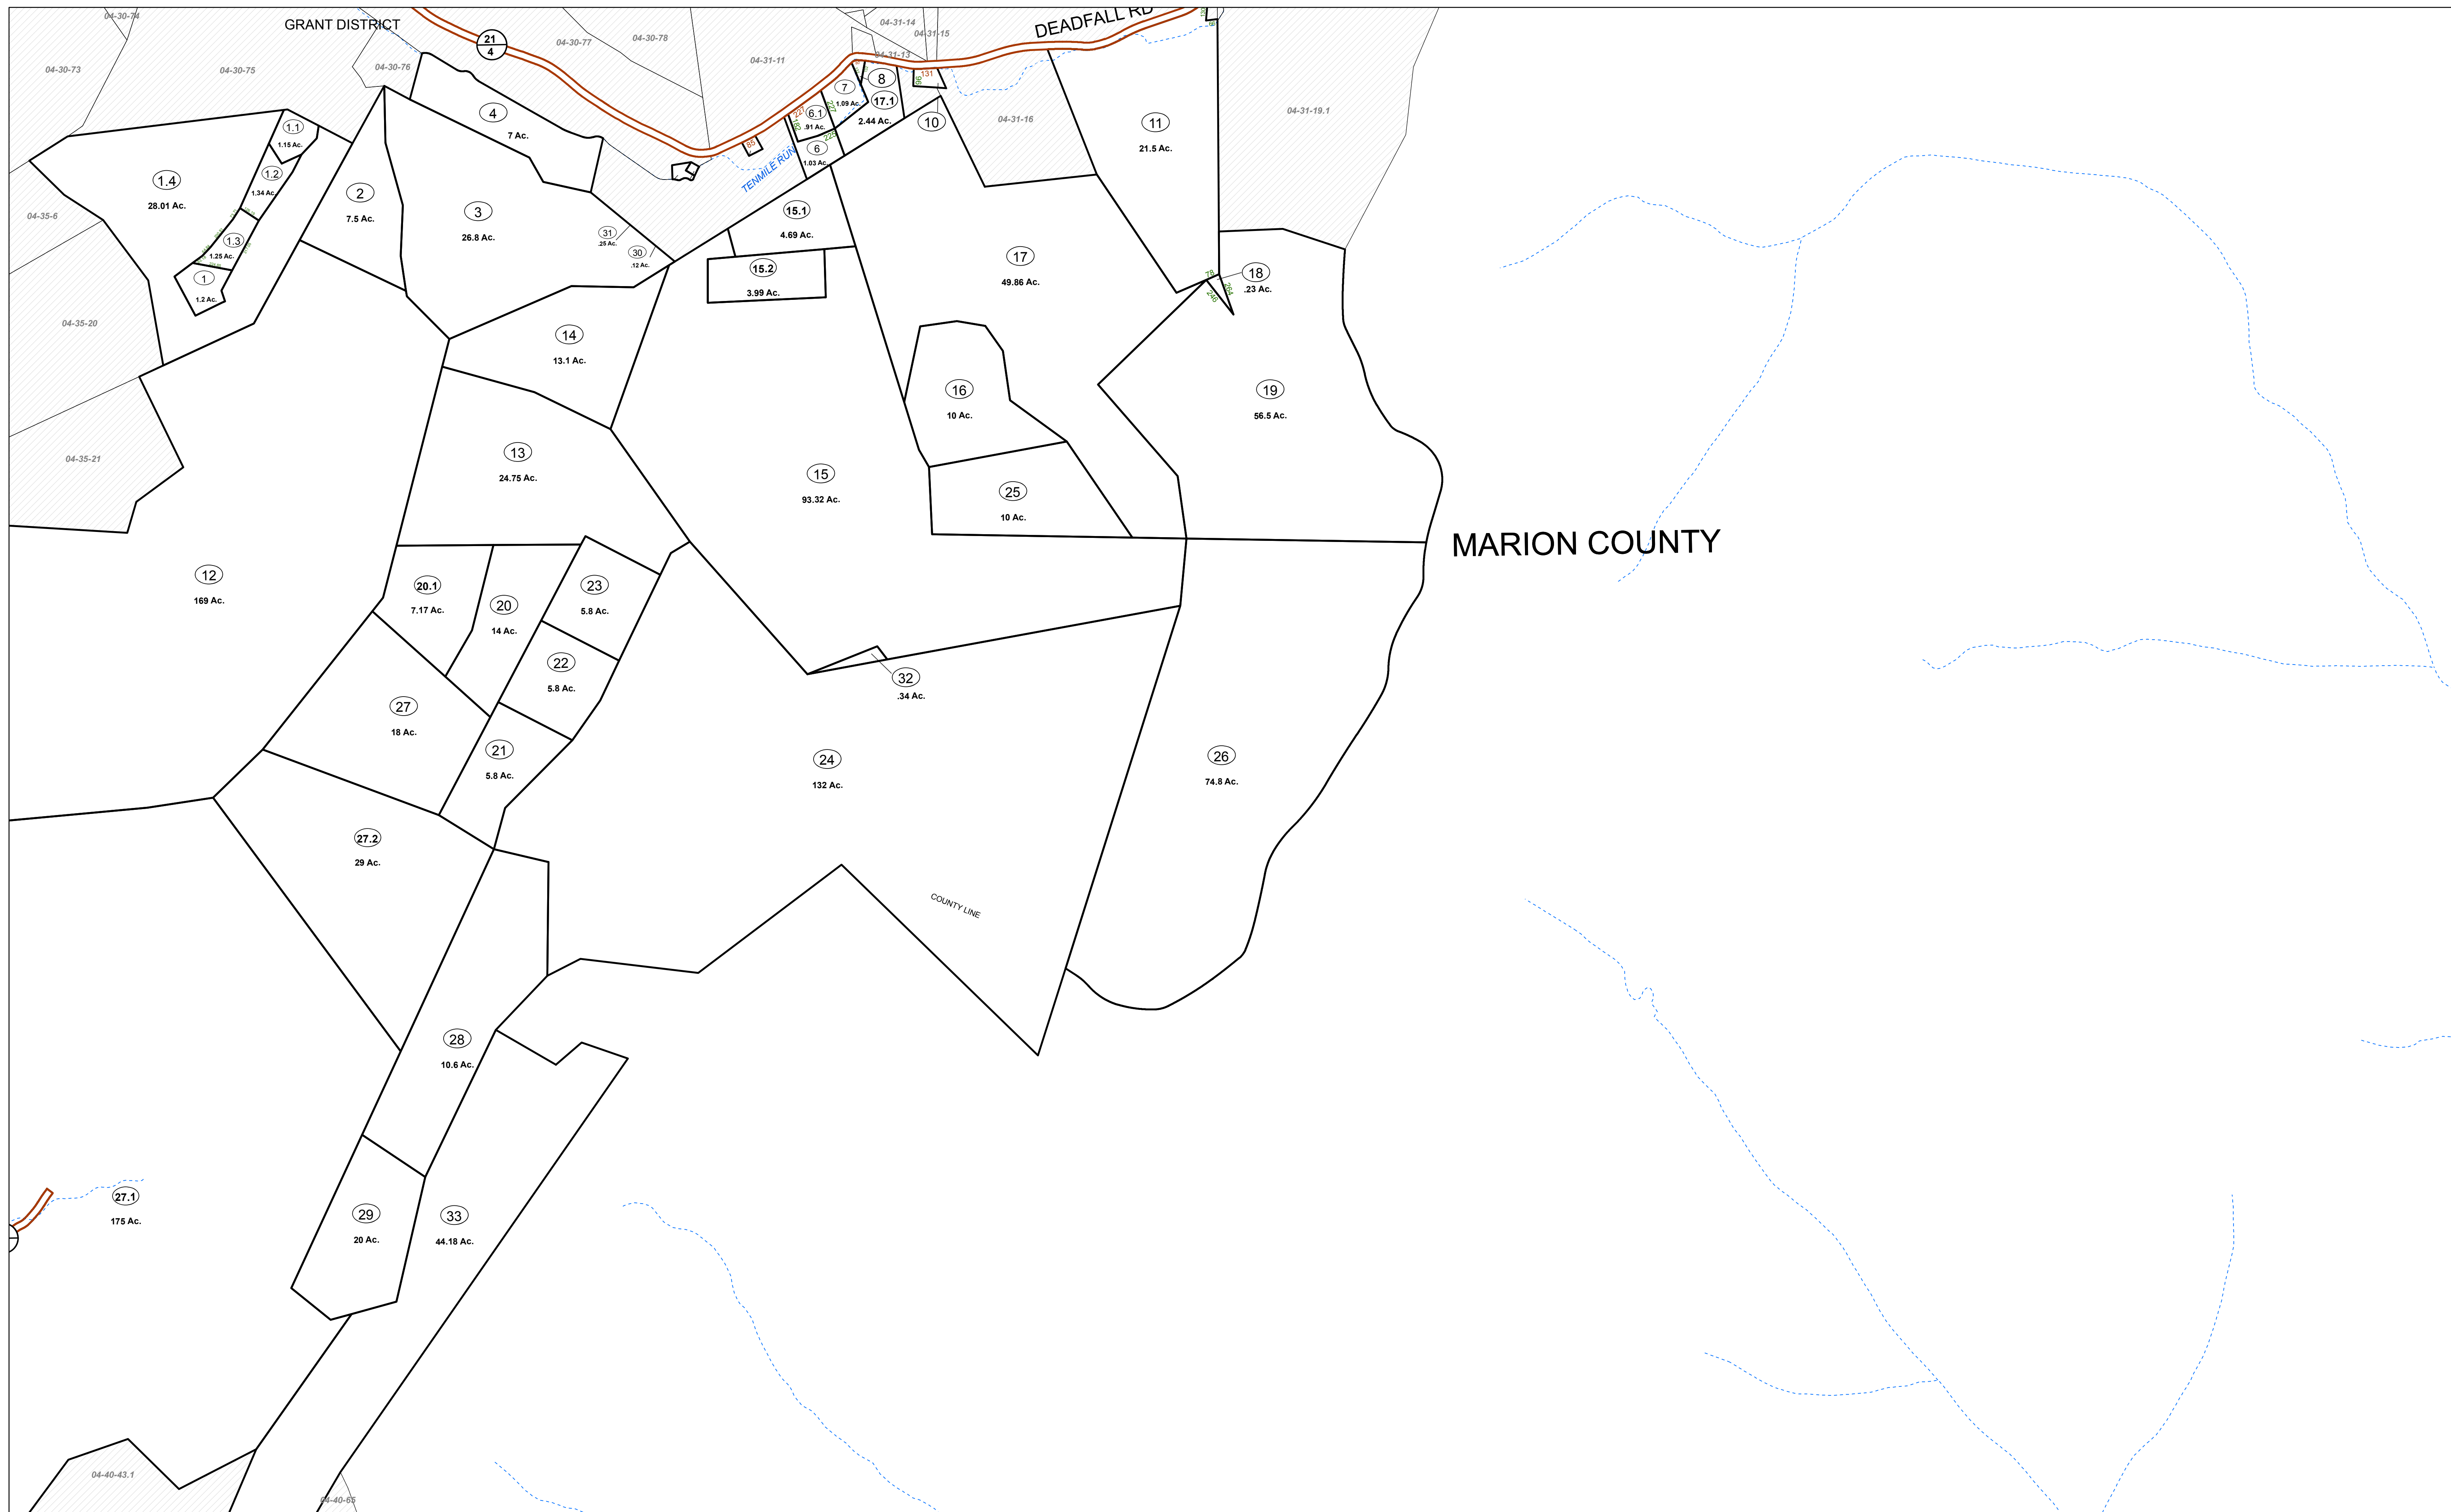 04-30-74
GRANT DISTRICT
21
4
04-30-77
04-30-78
04-31-14
04-31-15
DEADFALL RD
130
04-30-73
04-30-75
04-30-76
04-31-11
04-31-13
131
96
04-31-16
04-31-19.1
4
7 Ac.
7
1.09 Ac.
8
17.1
2.44 Ac.
10
11
21.5 Ac.
6.1
.91 Ac.
227
227
180
225
6
1.03 Ac.
85
TENMILE RUN
1.1
1.15 Ac.
1.2
1.34 Ac.
1.4
28.01 Ac.
1.3
1.25 Ac.
1
1.2 Ac.
2
7.5 Ac.
3
26.8 Ac.
31
.25 Ac.
30
.12 Ac.
15.1
4.69 Ac.
15.2
3.99 Ac.
17
49.86 Ac.
18
.23 Ac.
78
264
246
04-35-6
04-35-20
04-35-21
14
13.1 Ac.
16
10 Ac.
19
56.5 Ac.
13
24.75 Ac.
15
93.32 Ac.
25
10 Ac.
MARION COUNTY
12
169 Ac.
20.1
7.17 Ac.
20
14 Ac.
23
5.8 Ac.
22
5.8 Ac.
32
.34 Ac.
27
18 Ac.
21
5.8 Ac.
24
132 Ac.
26
74.8 Ac.
27.2
29 Ac.
COUNTY LINE
28
10.6 Ac.
27.1
175 Ac.
29
20 Ac.
33
44.18 Ac.
04-40-43.1
04-40-65